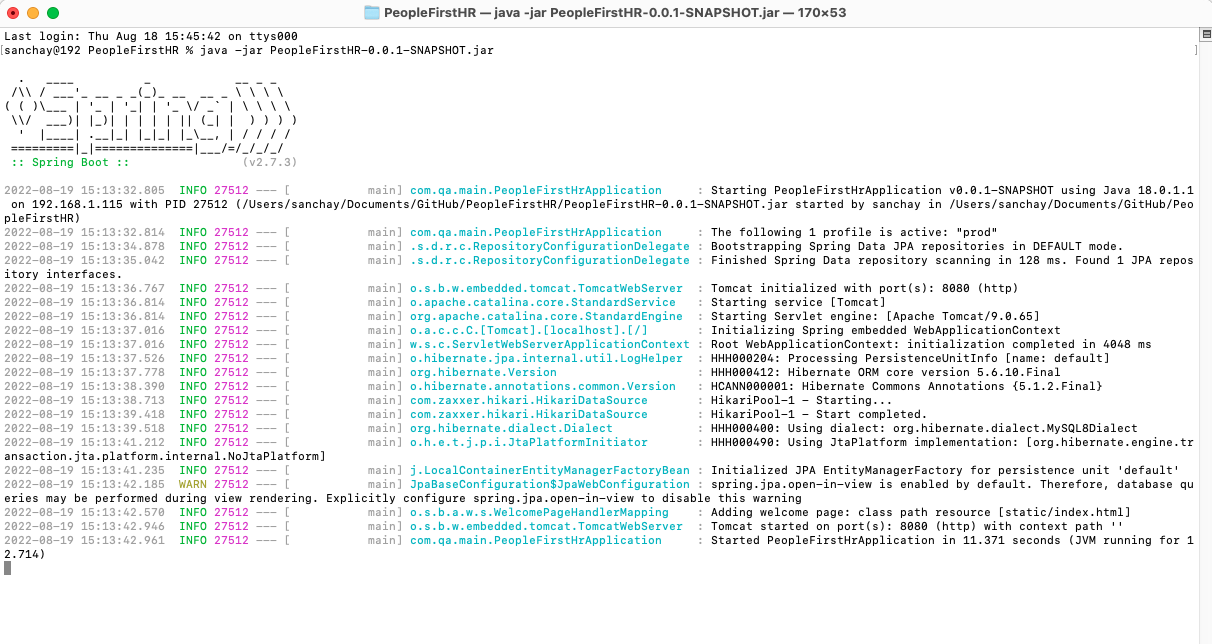 PeopleFirstHR — java -jar PeopleFirstHR-0.0.1-SNAPSHOT.jar — 170×53
Last login: Thu Aug 18 15:45:42 on ttys000
[sanchay@192 PeopleFirstHR % java -jar PeopleFirstHR-0.0.1-SNAPSHOT.jar ]
  .   ____          _            __ _ _
 /\\ / ___'_ __ _ _(_)_ __  __ _ \ \ \ \
( ( )\___ | '_ | '_| | '_ \/ _` | \ \ \ \
 \\/  ___)| |_)| | | | | || (_| |  ) ) ) )
  '  |____| .__|_| |_|_| |_\__, | / / / /
 =========|_|==============|___/=/_/_/_/
 :: Spring Boot ::                (v2.7.3)
2022-08-19 15:13:32.805  INFO 27512 --- [           main] com.qa.main.PeopleFirstHrApplication     : Starting PeopleFirstHrApplication v0.0.1-SNAPSHOT using Java 18.0.1.1
 on 192.168.1.115 with PID 27512 (/Users/sanchay/Documents/GitHub/PeopleFirstHR/PeopleFirstHR-0.0.1-SNAPSHOT.jar started by sanchay in /Users/sanchay/Documents/GitHub/Peo
pleFirstHR)
2022-08-19 15:13:32.814  INFO 27512 --- [           main] com.qa.main.PeopleFirstHrApplication     : The following 1 profile is active: "prod"
2022-08-19 15:13:34.878  INFO 27512 --- [           main] .s.d.r.c.RepositoryConfigurationDelegate : Bootstrapping Spring Data JPA repositories in DEFAULT mode.
2022-08-19 15:13:35.042  INFO 27512 --- [           main] .s.d.r.c.RepositoryConfigurationDelegate : Finished Spring Data repository scanning in 128 ms. Found 1 JPA repos
itory interfaces.
2022-08-19 15:13:36.767  INFO 27512 --- [           main] o.s.b.w.embedded.tomcat.TomcatWebServer  : Tomcat initialized with port(s): 8080 (http)
2022-08-19 15:13:36.814  INFO 27512 --- [           main] o.apache.catalina.core.StandardService   : Starting service [Tomcat]
2022-08-19 15:13:36.814  INFO 27512 --- [           main] org.apache.catalina.core.StandardEngine  : Starting Servlet engine: [Apache Tomcat/9.0.65]
2022-08-19 15:13:37.016  INFO 27512 --- [           main] o.a.c.c.C.[Tomcat].[localhost].[/]       : Initializing Spring embedded WebApplicationContext
2022-08-19 15:13:37.016  INFO 27512 --- [           main] w.s.c.ServletWebServerApplicationContext : Root WebApplicationContext: initialization completed in 4048 ms
2022-08-19 15:13:37.526  INFO 27512 --- [           main] o.hibernate.jpa.internal.util.LogHelper  : HHH000204: Processing PersistenceUnitInfo [name: default]
2022-08-19 15:13:37.778  INFO 27512 --- [           main] org.hibernate.Version                    : HHH000412: Hibernate ORM core version 5.6.10.Final
2022-08-19 15:13:38.390  INFO 27512 --- [           main] o.hibernate.annotations.common.Version   : HCANN000001: Hibernate Commons Annotations {5.1.2.Final}
2022-08-19 15:13:38.713  INFO 27512 --- [           main] com.zaxxer.hikari.HikariDataSource       : HikariPool-1 - Starting...
2022-08-19 15:13:39.418  INFO 27512 --- [           main] com.zaxxer.hikari.HikariDataSource       : HikariPool-1 - Start completed.
2022-08-19 15:13:39.518  INFO 27512 --- [           main] org.hibernate.dialect.Dialect            : HHH000400: Using dialect: org.hibernate.dialect.MySQL8Dialect
2022-08-19 15:13:41.212  INFO 27512 --- [           main] o.h.e.t.j.p.i.JtaPlatformInitiator       : HHH000490: Using JtaPlatform implementation: [org.hibernate.engine.tr
ansaction.jta.platform.internal.NoJtaPlatform]
2022-08-19 15:13:41.235  INFO 27512 --- [           main] j.LocalContainerEntityManagerFactoryBean : Initialized JPA EntityManagerFactory for persistence unit 'default'
2022-08-19 15:13:42.185  WARN 27512 --- [           main] JpaBaseConfiguration$JpaWebConfiguration : spring.jpa.open-in-view is enabled by default. Therefore, database qu
eries may be performed during view rendering. Explicitly configure spring.jpa.open-in-view to disable this warning
2022-08-19 15:13:42.570  INFO 27512 --- [           main] o.s.b.a.w.s.WelcomePageHandlerMapping    : Adding welcome page: class path resource [static/index.html]
2022-08-19 15:13:42.946  INFO 27512 --- [           main] o.s.b.w.embedded.tomcat.TomcatWebServer  : Tomcat started on port(s): 8080 (http) with context path ''
2022-08-19 15:13:42.961  INFO 27512 --- [           main] com.qa.main.PeopleFirstHrApplication     : Started PeopleFirstHrApplication in 11.371 seconds (JVM running for 1
2.714)